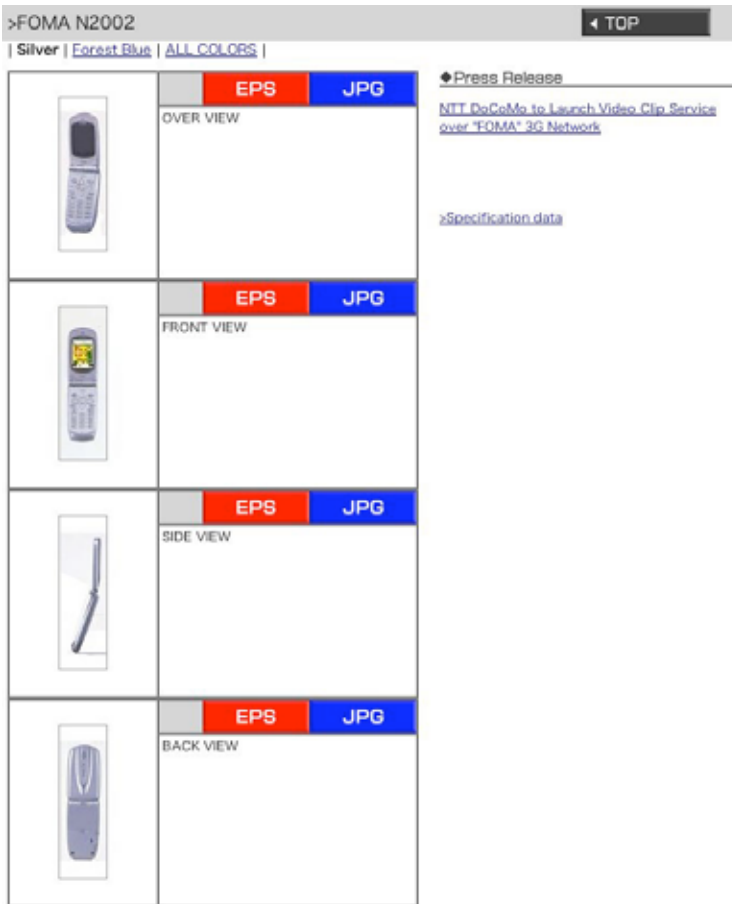 >FOMA N2002
◀ TOP
| Silver | Forest Blue | ALL COLORS |
EPS JPG
OVER VIEW
EPS JPG
FRONT VIEW
EPS JPG
SIDE VIEW
EPS JPG
BACK VIEW
◆Press Release
NTT DoCoMo to Launch Video Clip Service
over "FOMA" 3G Network
>Specification data